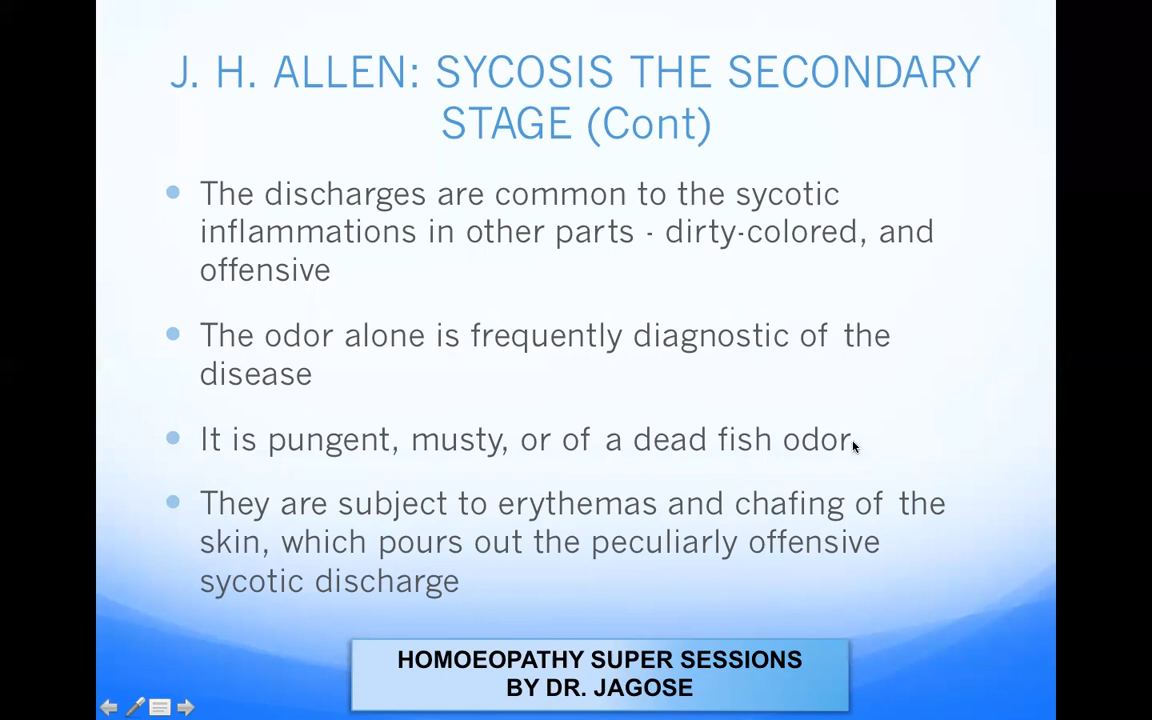 J. H. ALLEN: SYCOSIS THE SECONDARY
STAGE (Cont)
The discharges are common to the sycotic
inflammations in other parts - dirty-colored, and
offensive
The odor alone is frequently diagnostic of the
disease
It is pungent, musty, or of a dead fish odor
They are subject to erythemas and chafing of the
skin, which pours out the peculiarly offensive
sycotic discharge
HOMOEOPATHY SUPER SESSIONS
BY DR. JAGOSE